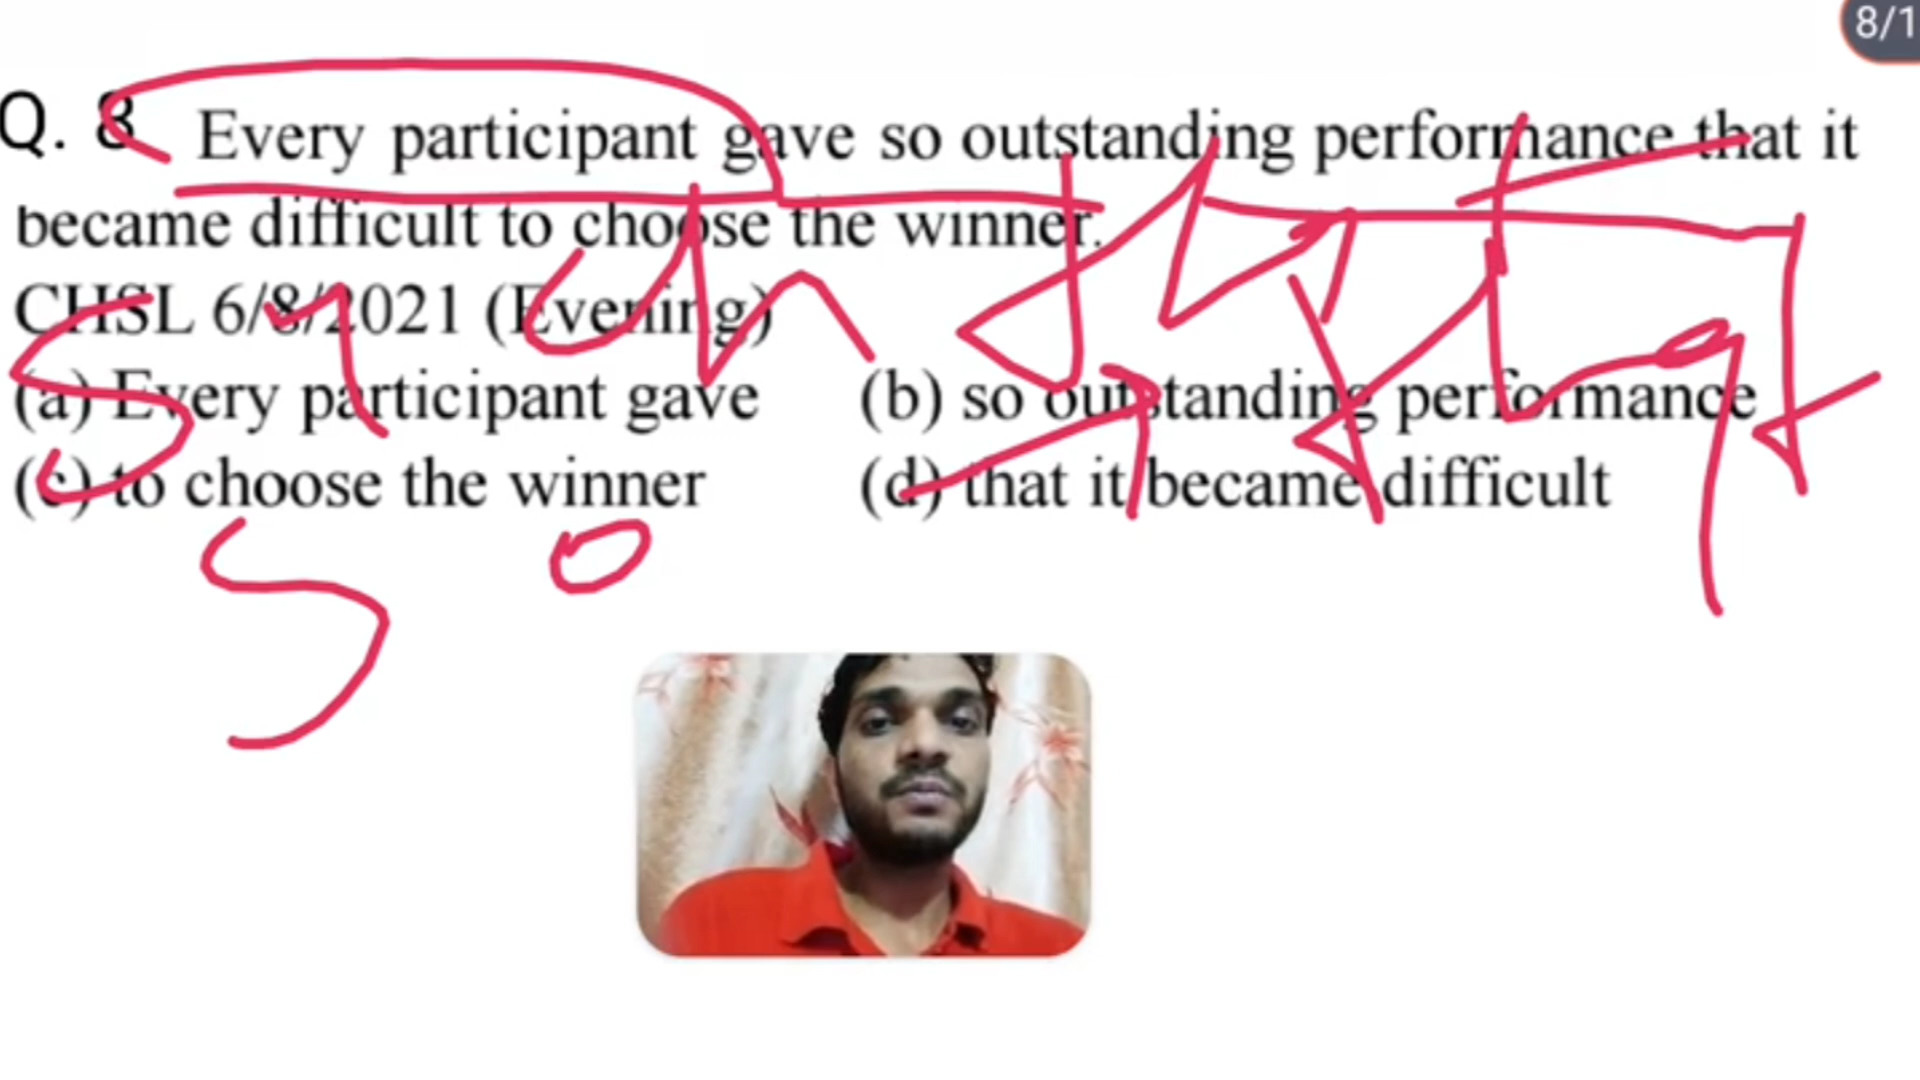 8/1
Q. 8 Every participant gave so outstanding performance that it
became difficult to choose the winner.
CHSL 6/8/2021 (Evening)
(a) Every participant gave (b) so outstanding performance
(c) to choose the winner (d) that it became difficult
so